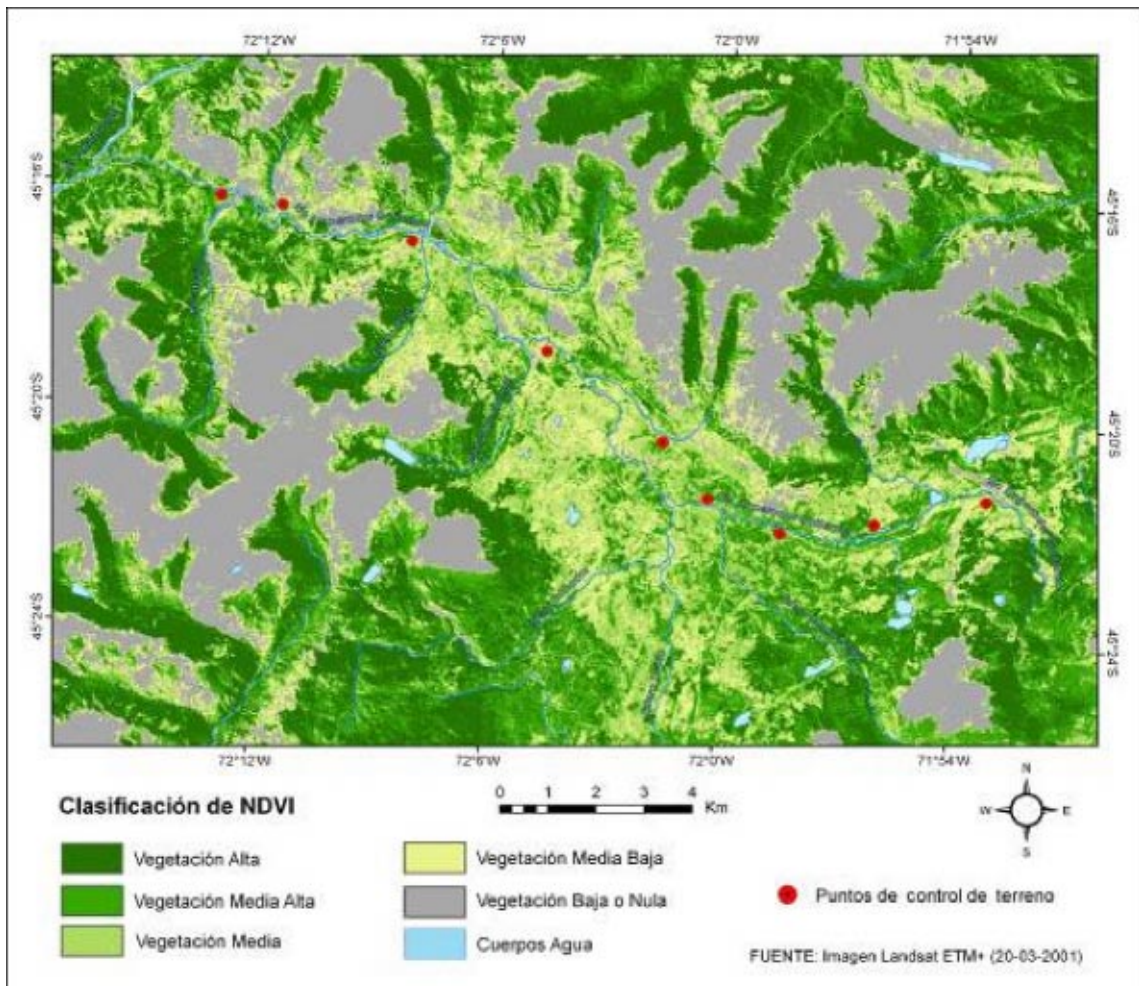 72°12'W
72°6'W
72°0'W
71°54'W
45°16'S
45°16'S
45°20'S
45°20'S
45°24'S
45°24'S
72°12'W
72°6'W
72°0'W
71°54'W
Clasificación de NDVI
0 1 2 3 4
Km
N
W E
S
Vegetación Alta
Vegetación Media Alta
Vegetación Media
Vegetación Media Baja
Vegetación Baja o Nula
Cuerpos Agua
Puntos de control de terreno
FUENTE: Imagen Landsat ETM+ (20-03-2001)